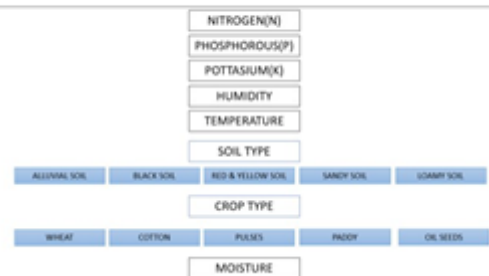 NITROGEN(N)
PHOSPHOROUS(P)
POTTASIUM(K)
HUMIDITY
TEMPERATURE
SOIL TYPE
ALLUVIAL SOIL BLACK SOIL RED & YELLOW SOIL SANDY SOIL LOAMY SOIL
CROP TYPE
WHEAT COTTON PULSES PADDY OIL SEEDS
MOISTURE